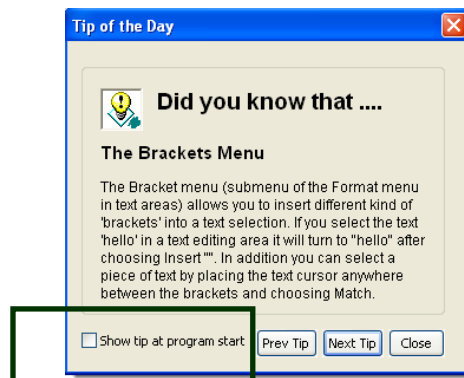 Tip of the Day
Did you know that ....
The Brackets Menu
The Bracket menu (submenu of the Format menu
in text areas) allows you to insert different kind of
'brackets' into a text selection. If you select the text
'hello' in a text editing area it will turn to "hello" after
choosing Insert "". In addition you can select a
piece of text by placing the text cursor anywhere
between the brackets and choosing Match.
Show tip at program start Prev Tip Next Tip Close